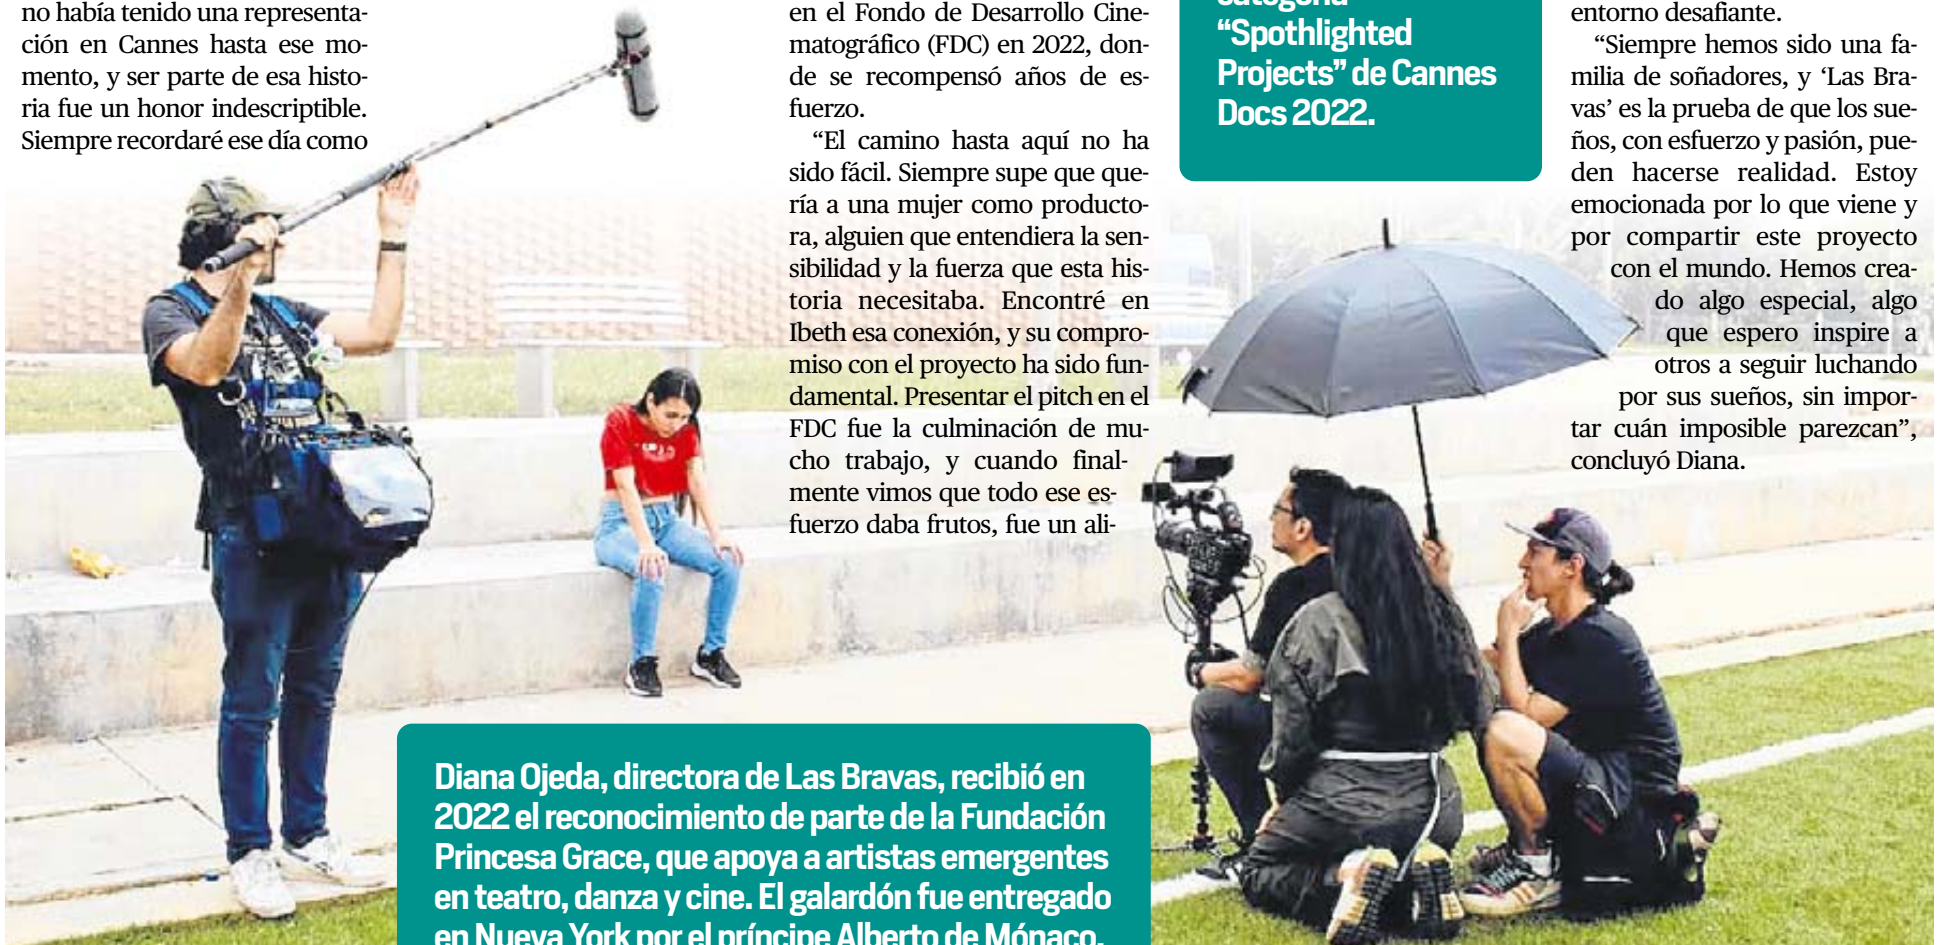 no había tenido una representa-
ción en Cannes hasta ese mo-
mento, y ser parte de esa histo-
ria fue un honor indescriptible.
Siempre recordaré ese día como
en el Fondo de Desarrollo Cine-
matográfico (FDC) en 2022, don-
de se recompensó años de es-
fuerzo.
“El camino hasta aquí no ha
sido fácil. Siempre supe que que-
ría a una mujer como producto-
ra, alguien que entendiera la sen-
sibilidad y la fuerza que esta his-
toria necesitaba. Encontré en
Ibeth esa conexión, y su compro-
miso con el proyecto ha sido fun-
damental. Presentar el pitch en el
FDC fue la culminación de mu-
cho trabajo, y cuando final-
mente vimos que todo ese es-
fuerzo daba frutos, fue un ali-
categoría
“Spothlighted
Projects” de Cannes
Docs 2022.
entorno desafiante.
“Siempre hemos sido una fa-
milia de soñadores, y ‘Las Bra-
vas’ es la prueba de que los sue-
ños, con esfuerzo y pasión, pue-
den hacerse realidad. Estoy
emocionada por lo que viene y
por compartir este proyecto
con el mundo. Hemos crea-
do algo especial, algo
que espero inspire a
otros a seguir luchando
por sus sueños, sin impor-
tar cuán imposible parezcan”,
concluyó Diana.
Diana Ojeda, directora de Las Bravas, recibió en
2022 el reconocimiento de parte de la Fundación
Princesa Grace, que apoya a artistas emergentes
en teatro, danza y cine. El galardón fue entregado
en Nueva York por el príncipe Alberto de Mónaco.